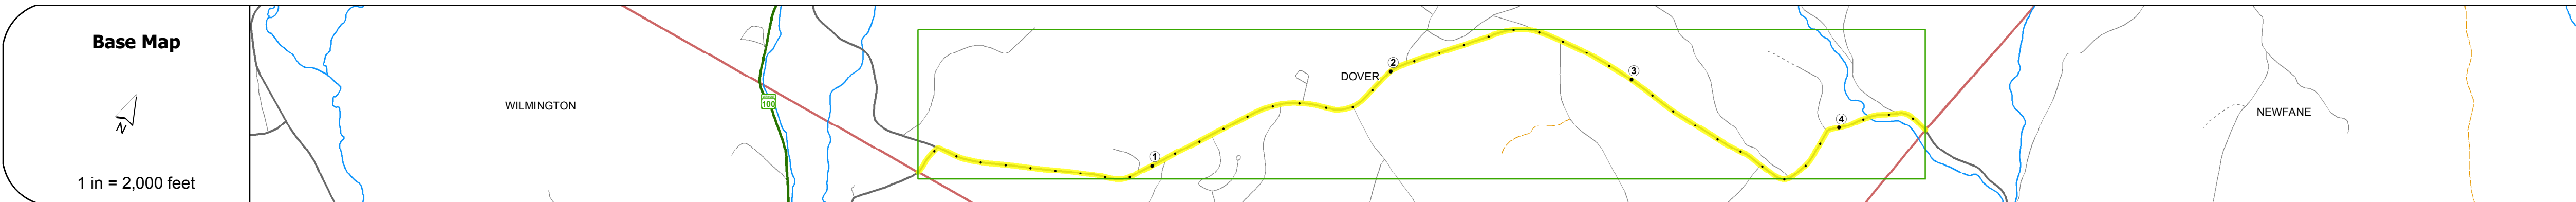 Base Map
N
1 in = 2,000 feet
WILMINGTON
100
DOVER
1
2
3
4
NEWFANE